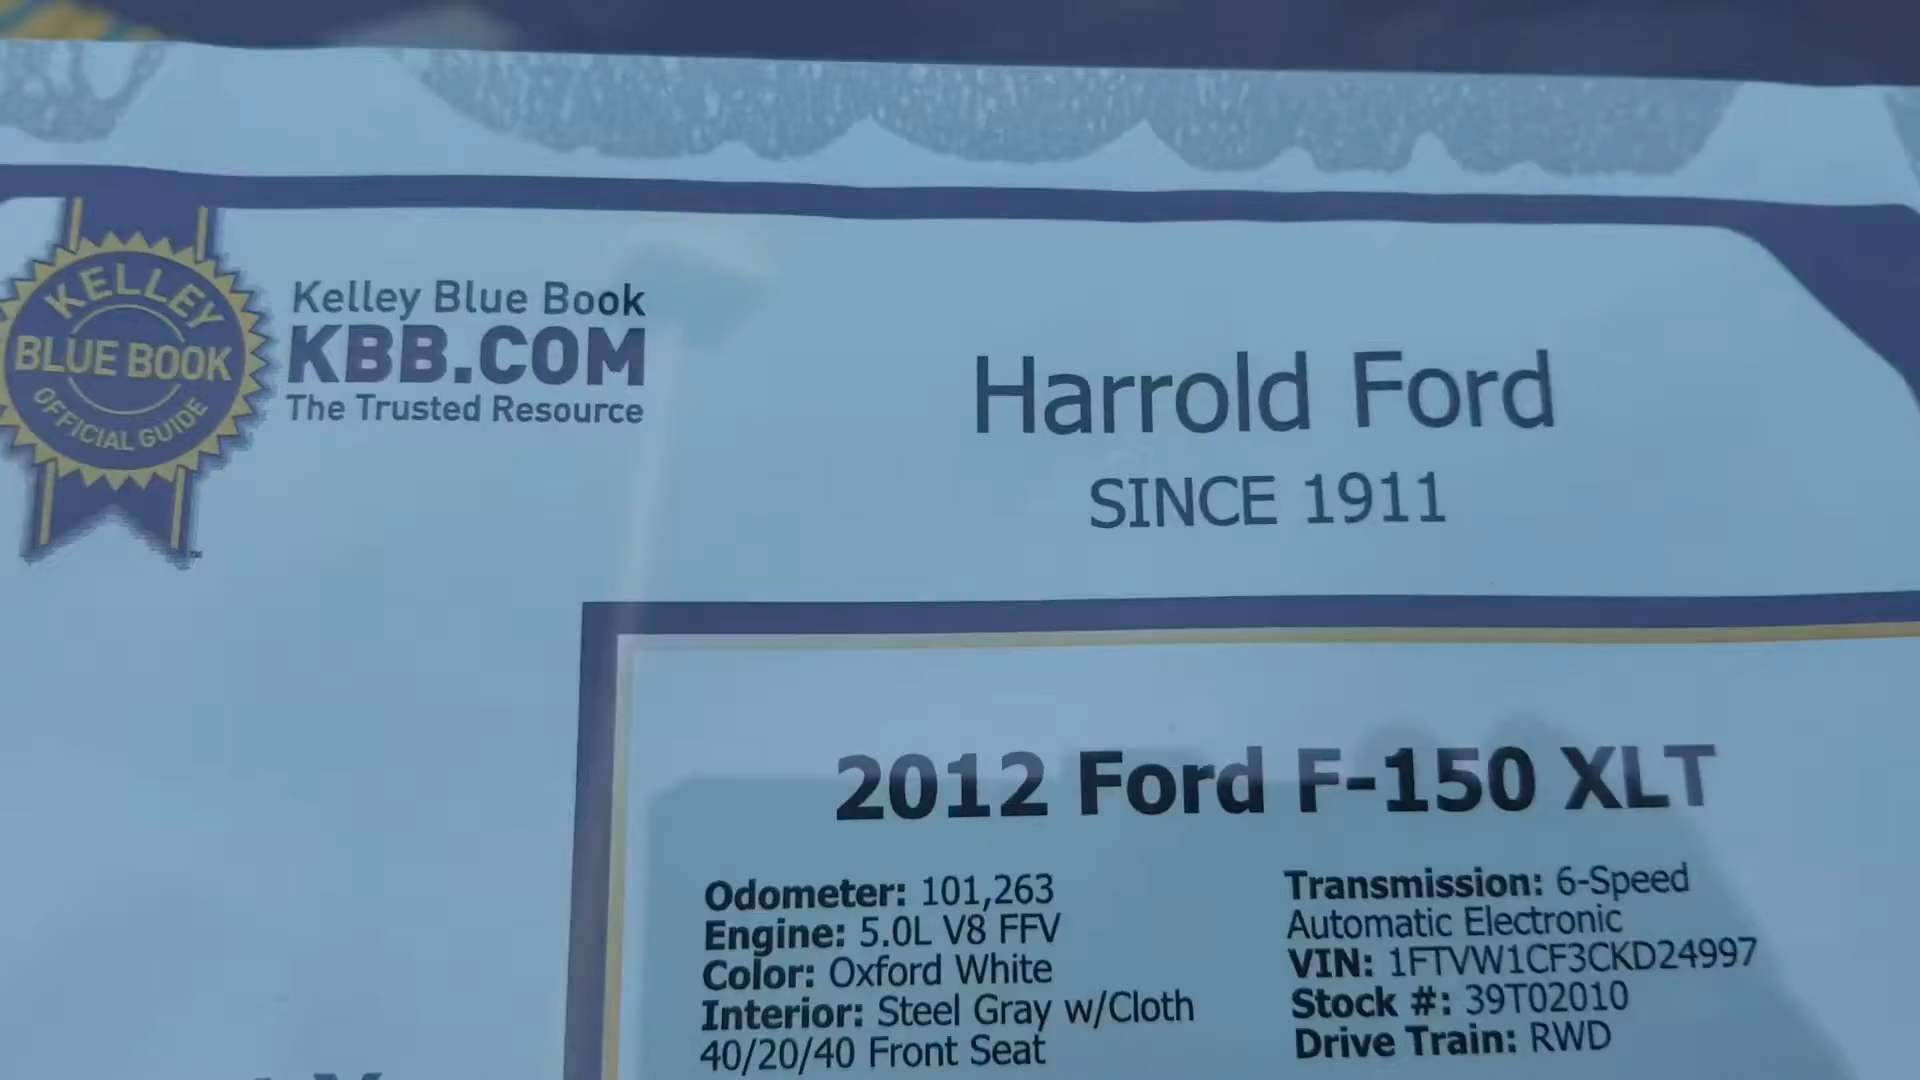 KELLEY
BLUE BOOK
OFFICIAL GUIDE
Kelley Blue Book
KBB.COM
The Trusted Resource
Harrold Ford
SINCE 1911
2012 Ford F-150 XLT
Odometer: 101,263
Engine: 5.0L V8 FFV
Color: Oxford White
Interior: Steel Gray w/Cloth
40/20/40 Front Seat
Transmission: 6-Speed
Automatic Electronic
VIN: 1FTVW1CF3CKD24997
Stock #: 39T02010
Drive Train: RWD